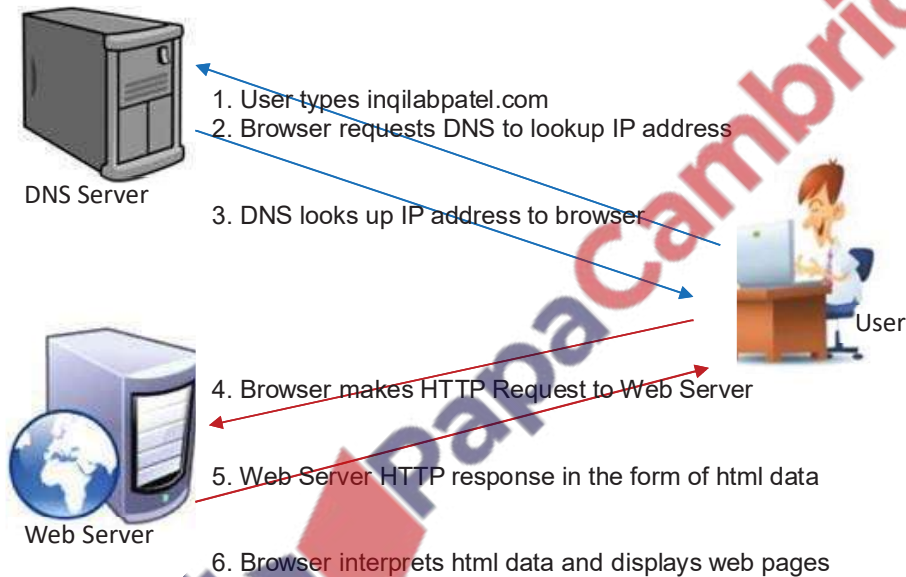 1. User types inqilabpatel.com
2. Browser requests DNS to lookup IP address
DNS Server
3. DNS looks up IP address to browser
User
4. Browser makes HTTP Request to Web Server
5. Web Server HTTP response in the form of html data
Web Server
6. Browser interprets html data and displays web pages
PapaCambri